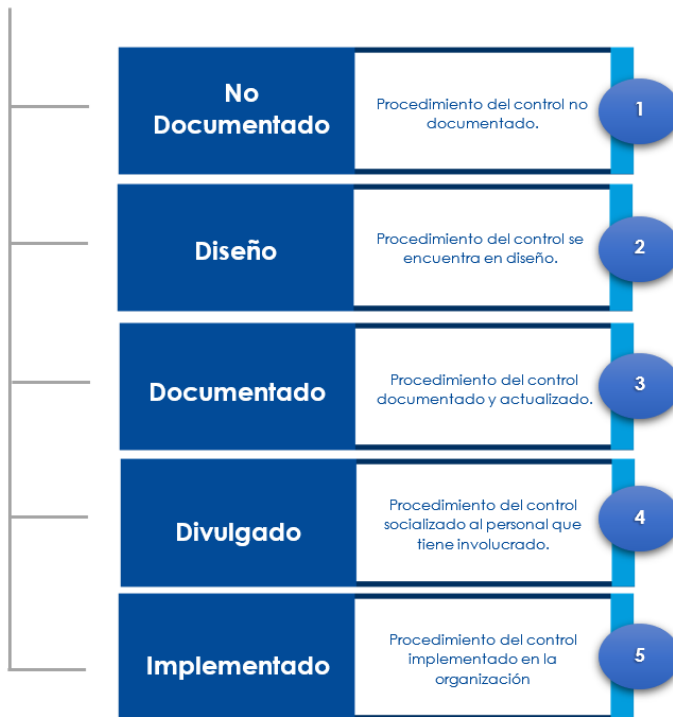 No
Documentado
Procedimiento del control no
documentado.
1
Diseño
Procedimiento del control se
encuentra en diseño.
2
Documentado
Procedimiento del control
documentado y actualizado.
3
Divulgado
Procedimiento del control
socializado al personal que
tiene involucrado.
4
Implementado
Procedimiento del control
implementado en la
organización
5